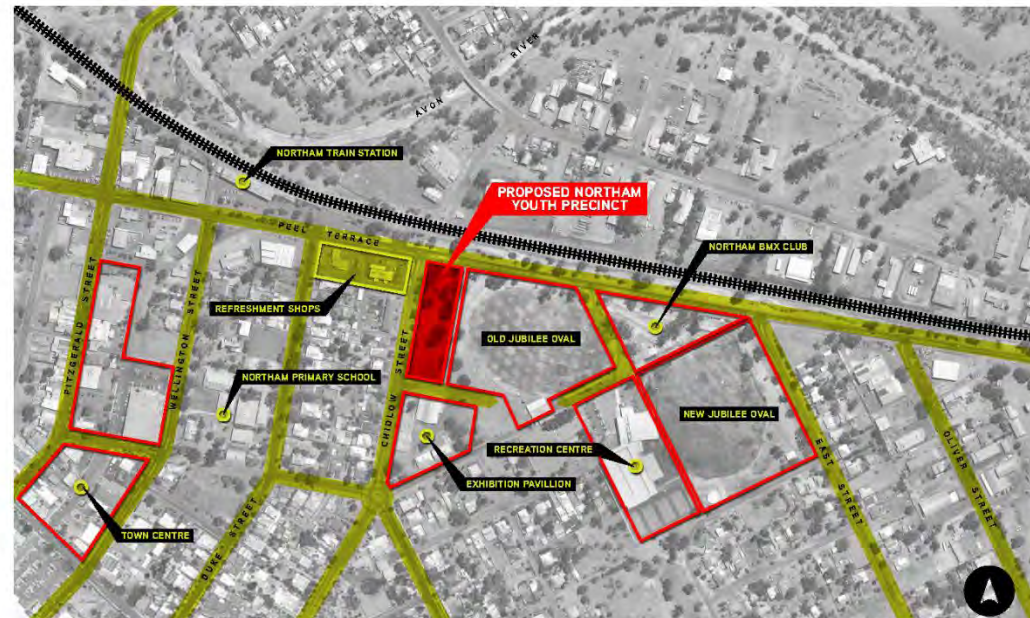 AVON
RIVER
NORTHAM TRAIN STATION
PROPOSED NORTHAM
YOUTH PRECINCT
PEEL TERRACE
NORTHAM BMX CLUB
REFRESHMENT SHOPS
FITZGERALD STREET
WELLINGTON STREET
OLD JUBILEE OVAL
CHIDLOW STREET
NORTHAM PRIMARY SCHOOL
NEW JUBILEE OVAL
RECREATION CENTRE
EXHIBITION PAVILLION
EAST STREET
OLIVER STREET
TOWN CENTRE
DUKE STREET